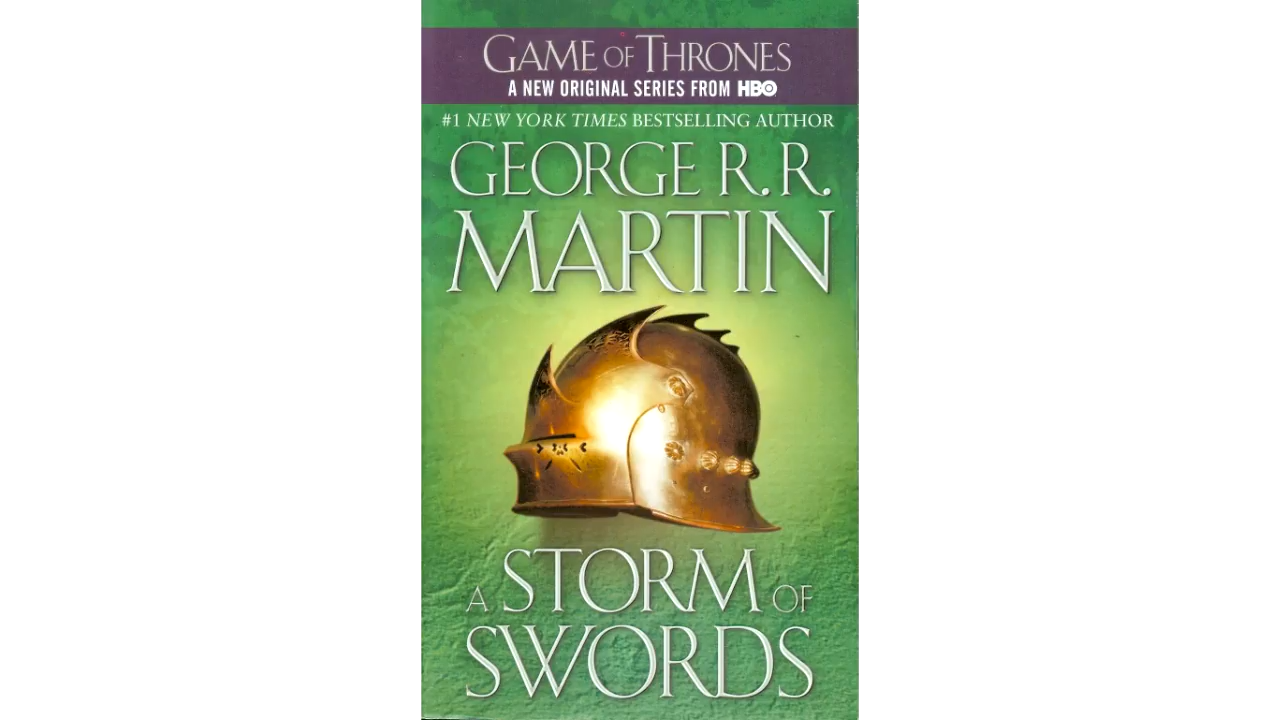 GAME OF THRONES
A NEW ORIGINAL SERIES FROM HBO
#1 NEW YORK TIMES BESTSELLING AUTHOR
GEORGE R. R.
MARTIN
A STORM OF
SWORDS